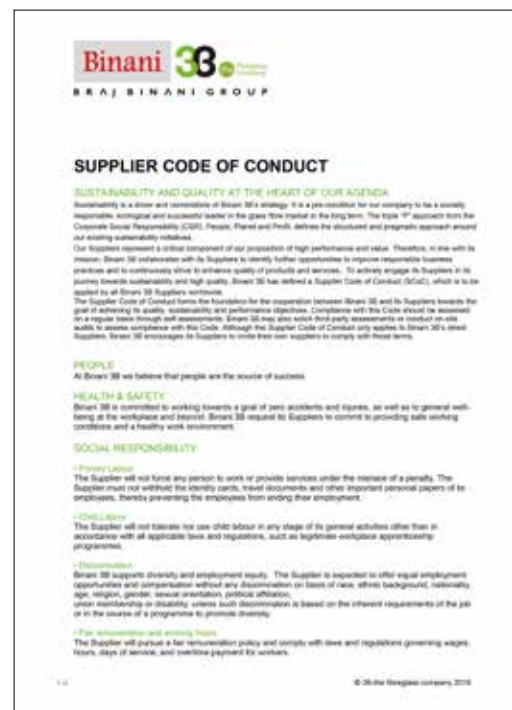 Binani 3B
BRAJ BINANI GROUP
SUPPLIER CODE OF CONDUCT
SUSTAINABILITY AND QUALITY AT THE HEART OF OUR AGENDA
Sustainability is a driver and cornerstone of Binani 3B's strategy. It is a pre-condition for our company to be a socially
responsible, ecological and successful leader in the glass fibre market in the long term. The triple "P" approach from the
Corporate Social Responsibility (CSR), People, Planet and Profit, defines the structured and pragmatic approach around
our existing sustainability initiatives.
Our Suppliers represent a critical component of our proposition of high performance and value. Therefore, in line with its
mission, Binani 3B collaborates with its Suppliers to identify further opportunities to improve responsible business
practices and to continuously strive to enhance quality of products and services. To actively engage its Suppliers in its
journey towards sustainability and high quality, Binani 3B has defined a Supplier Code of Conduct (SCoC), which is to be
applied by all Binani 3B Suppliers worldwide.
The Supplier Code of Conduct forms the foundation for the cooperation between Binani 3B and its Suppliers towards the
goal of achieving its quality, sustainability and performance objectives. Compliance with this Code should be assessed
on a regular basis through self-assessments. Binani 3B may also solicit third-party assessments or conduct on-site
audits to assess compliance with this Code. Although this Supplier Code of Conduct only applies to Binani 3B's direct
Suppliers, Binani 3B encourages its Suppliers to invite their own suppliers to comply with those terms.
PEOPLE
At Binani 3B we believe that people are the source of success.
HEALTH & SAFETY
Binani 3B is committed to working towards a goal of zero accidents and injuries, as well as to general well-
being at the workplace and beyond. Binani 3B request its Suppliers to commit to providing safe working
conditions and a healthy work environment.
SOCIAL RESPONSIBILITY
• Forced Labour
The Supplier will not force any person to work or provide services under the menace of a penalty. The
Supplier must not withhold the identity cards, travel documents and other important personal papers of its
employees, thereby preventing the employees from ending their employment.
• Child Labour
The Supplier will not tolerate nor use child labour in any stage of its general activities other than in
accordance with all applicable laws and regulations, such as legitimate workplace apprenticeship
programmes.
• Discrimination
Binani 3B supports diversity and employment equity. The Supplier is expected to offer equal employment
opportunities and compensation without any discrimination on basis of race, ethnic background, nationality,
age, religion, gender, sexual orientation, political affiliation,
union membership or disability, unless such discrimination is based on the inherent requirements of the job
or in the course of a programme to promote diversity.
• Fair remuneration and working hours
The Supplier will pursue a fair remuneration policy and comply with laws and regulations governing wages,
hours, days of service, and overtime payment for workers.
© 3B-the fibreglass company, 2016